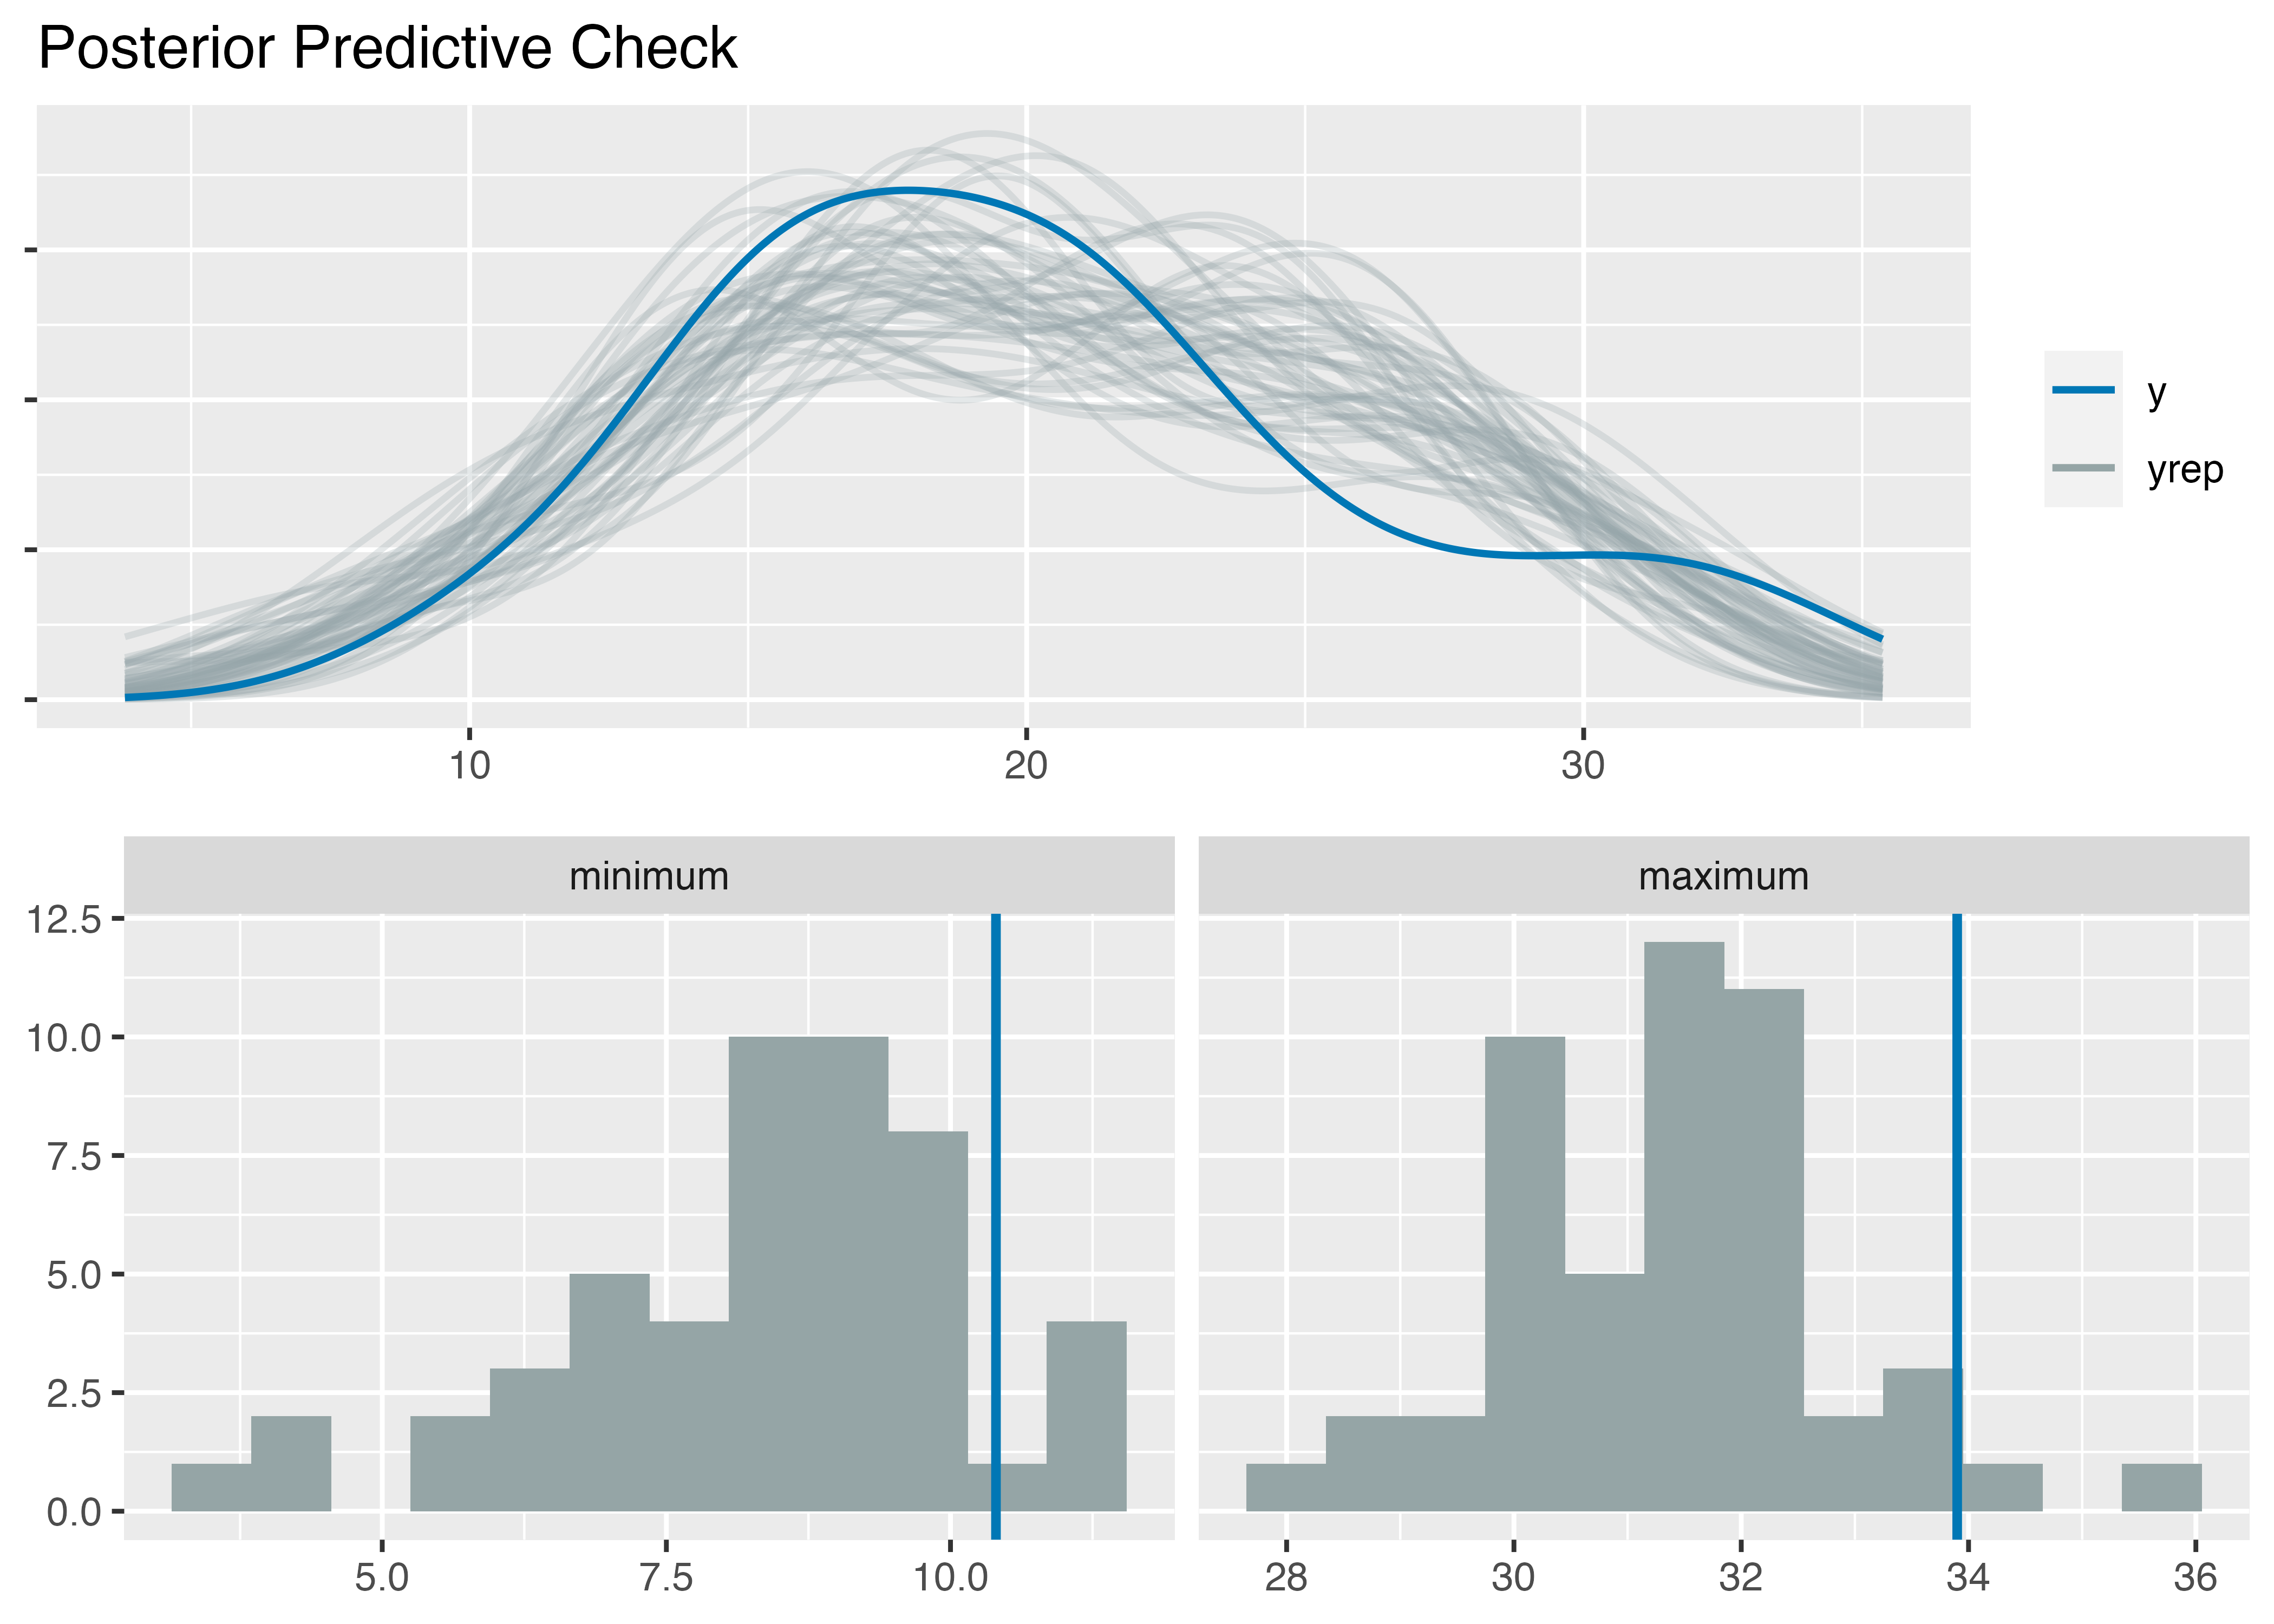 Posterior Predictive Check
y
yrep
10 20 30
minimum maximum
12.5
10.0
7.5
5.0
2.5
0.0
5.0 7.5 10.0 28 30 32 34 36